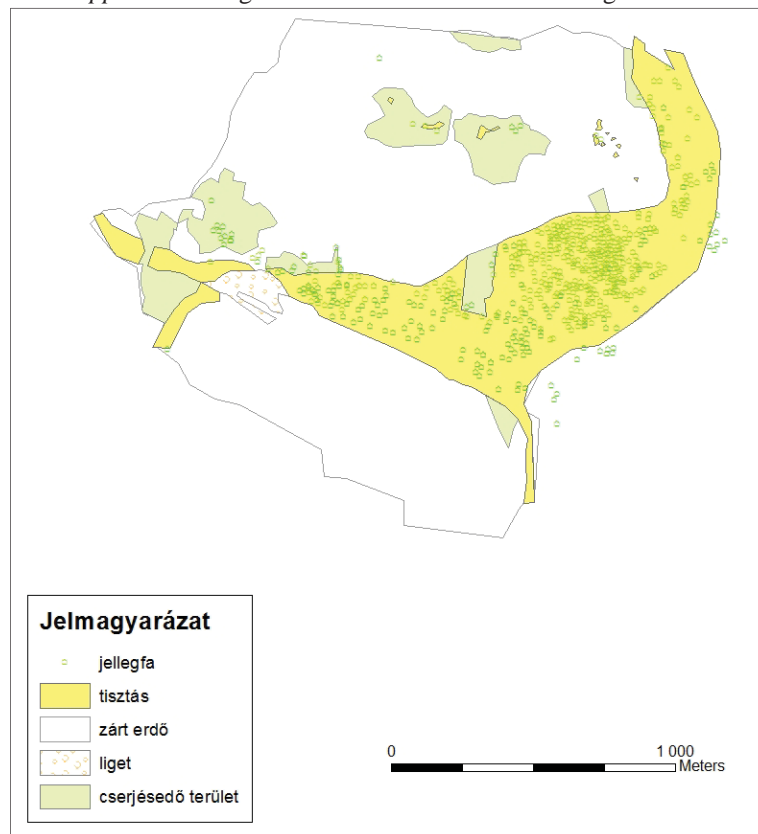 Jelmagyarázat
jellegfa
tisztás
zárt erdő
liget
cserjésedő terület
0 1 000
Meters